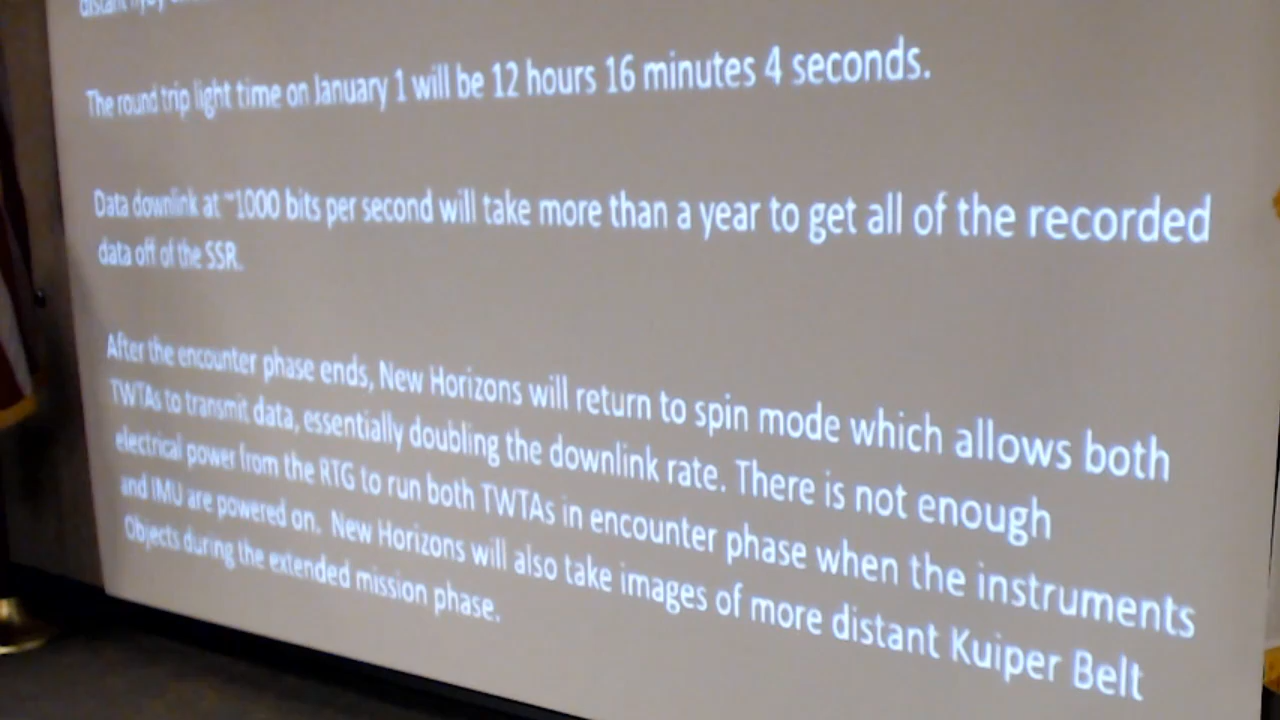 distant
The round trip light time on January 1 will be 12 hours 16 minutes 4 seconds.
Data downlink at ~1000 bits per second will take more than a year to get all of the recorded
data off of the SSR.
After the encounter phase ends, New Horizons will return to spin mode which allows both
TWTAs to transmit data, essentially doubling the downlink rate. There is not enough
electrical power from the RTG to run both TWTAs in encounter phase when the instruments
and IMU are powered on. New Horizons will also take images of more distant Kuiper Belt
Objects during the extended mission phase.